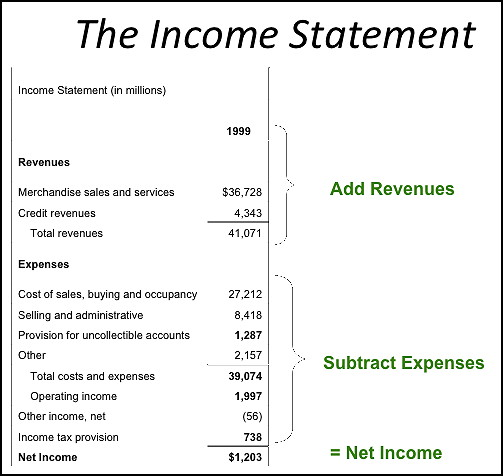 The Income Statement
Income Statement (in millions)
1999
Revenues
Add Revenues
Merchandise sales and services $36,728
Credit revenues 4,343
Total revenues 41,071
Expenses
Cost of sales, buying and occupancy 27,212
Selling and administrative 8,418
Provision for uncollectible accounts 1,287
Other 2,157
Subtract Expenses
Total costs and expenses 39,074
Operating income 1,997
Other income, net (56)
Income tax provision 738
Net Income $1,203
= Net Income